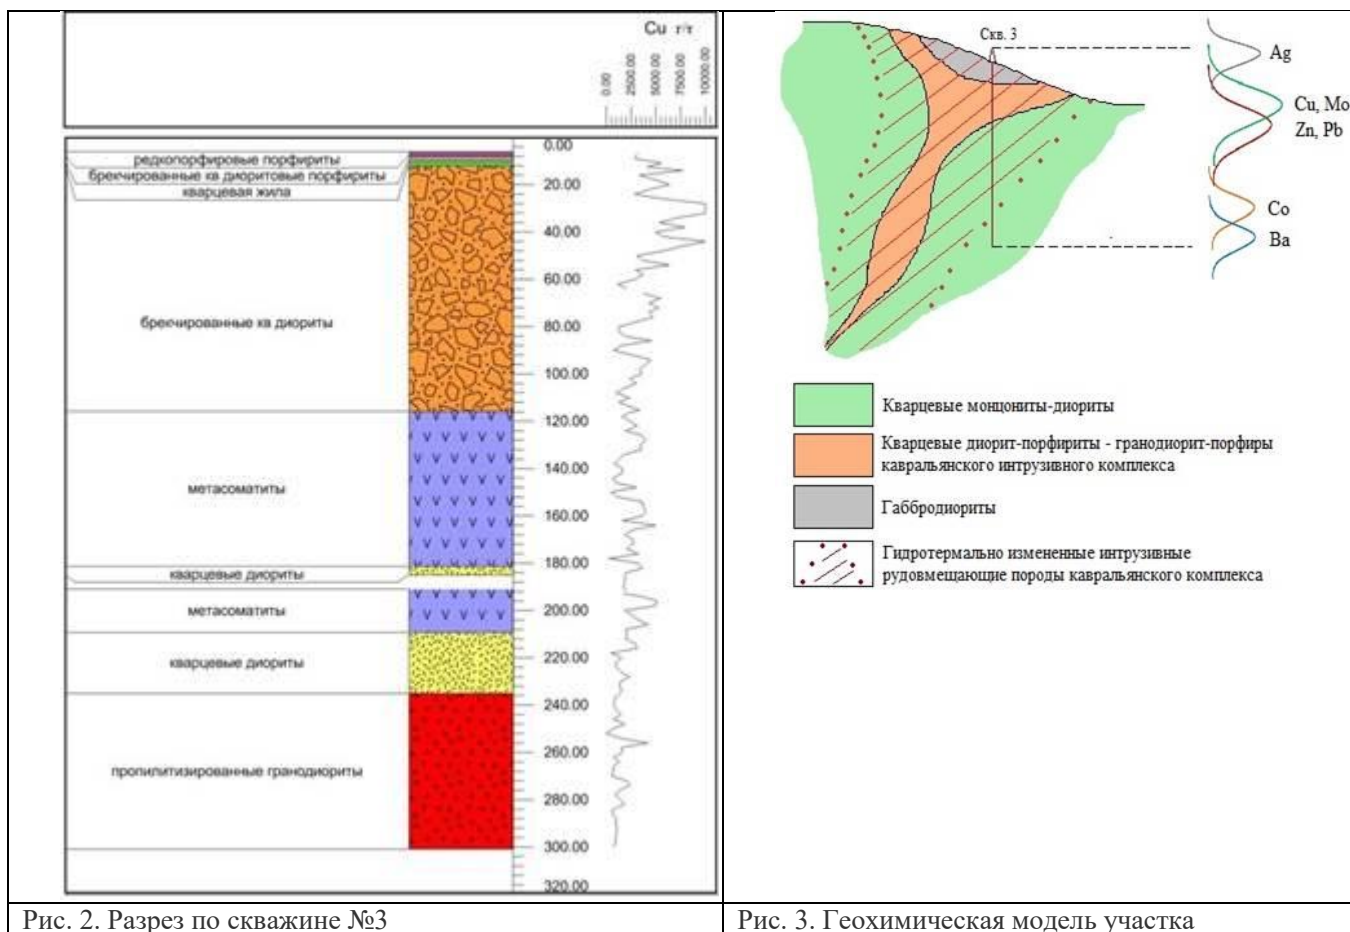 Cu г/т
0.00
2500.00
5000.00
7500.00
10000.00
редкопорфировые порфириты
брекчированные кв диоритовые порфириты
кварцевая жила
брекчированные кв диориты
метасоматиты
кварцевые диориты
метасоматиты
кварцевые диориты
пропилитизированные гранодиориты
0.00
20.00
40.00
60.00
80.00
100.00
120.00
140.00
160.00
180.00
200.00
220.00
240.00
260.00
280.00
300.00
320.00
Рис. 2. Разрез по скважине №3
Скв. 3
Ag
Cu, Mo
Zn, Pb
Co
Ba
Кварцевые монцониты-диориты
Кварцевые диорит-порфириты - гранодиорит-порфиры
кавральянского интрузивного комплекса
Габбродиориты
Гидротермально измененные интрузивные
рудовмещающие породы кавральянского комплекса
Рис. 3. Геохимическая модель участка